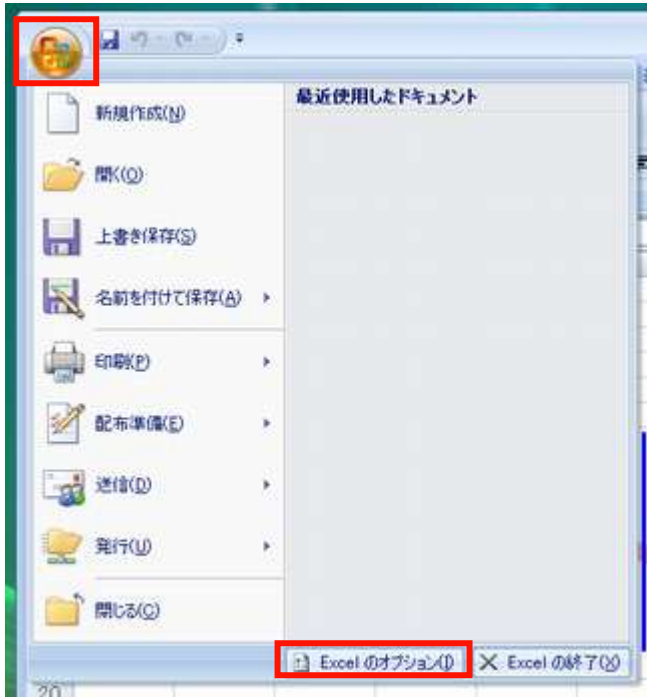 最近使用したドキュメント
新規作成(N)
開く(O)
上書き保存(S)
名前を付けて保存(A)
印刷(P)
配布準備(E)
送信(D)
発行(U)
閉じる(C)
Excel のオプション(I)
Excel の終了(X)
20